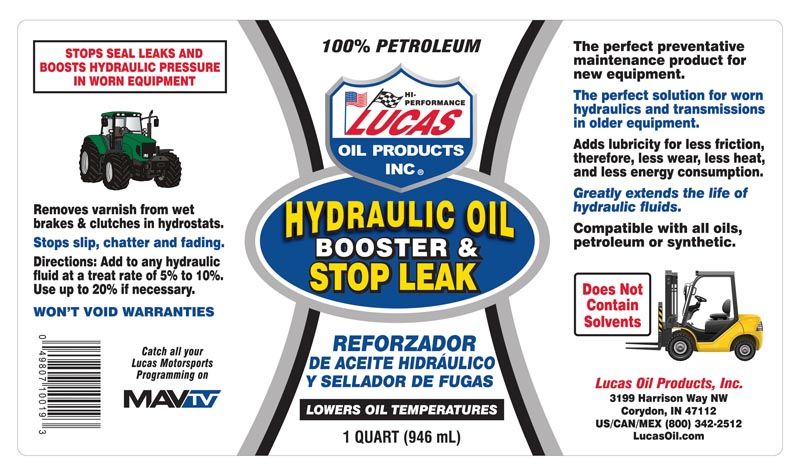 STOPS SEAL LEAKS AND
BOOSTS HYDRAULIC PRESSURE
IN WORN EQUIPMENT
Removes varnish from wet
brakes & clutches in hydrostats.
Stops slip, chatter and fading.
Directions: Add to any hydraulic
fluid at a treat rate of 5% to 10%.
Use up to 20% if necessary.
WON'T VOID WARRANTIES
0 49807 10019 3
Catch all your
Lucas Motorsports
Programming on
MAVTV
100% PETROLEUM
HI-
PERFORMANCE
LUCAS
OIL PRODUCTS
INC®
HYDRAULIC OIL
BOOSTER &
STOP LEAK
REFORZADOR
DE ACEITE HIDRÁULICO
Y SELLADOR DE FUGAS
LOWERS OIL TEMPERATURES
1 QUART (946 mL)
The perfect preventative
maintenance product for
new equipment.
The perfect solution for worn
hydraulics and transmissions
in older equipment.
Adds lubricity for less friction,
therefore, less wear, less heat,
and less energy consumption.
Greatly extends the life of
hydraulic fluids.
Compatible with all oils,
petroleum or synthetic.
Does Not
Contain
Solvents
Lucas Oil Products, Inc.
3199 Harrison Way NW
Corydon, IN 47112
US/CAN/MEX (800) 342-2512
LucasOil.com